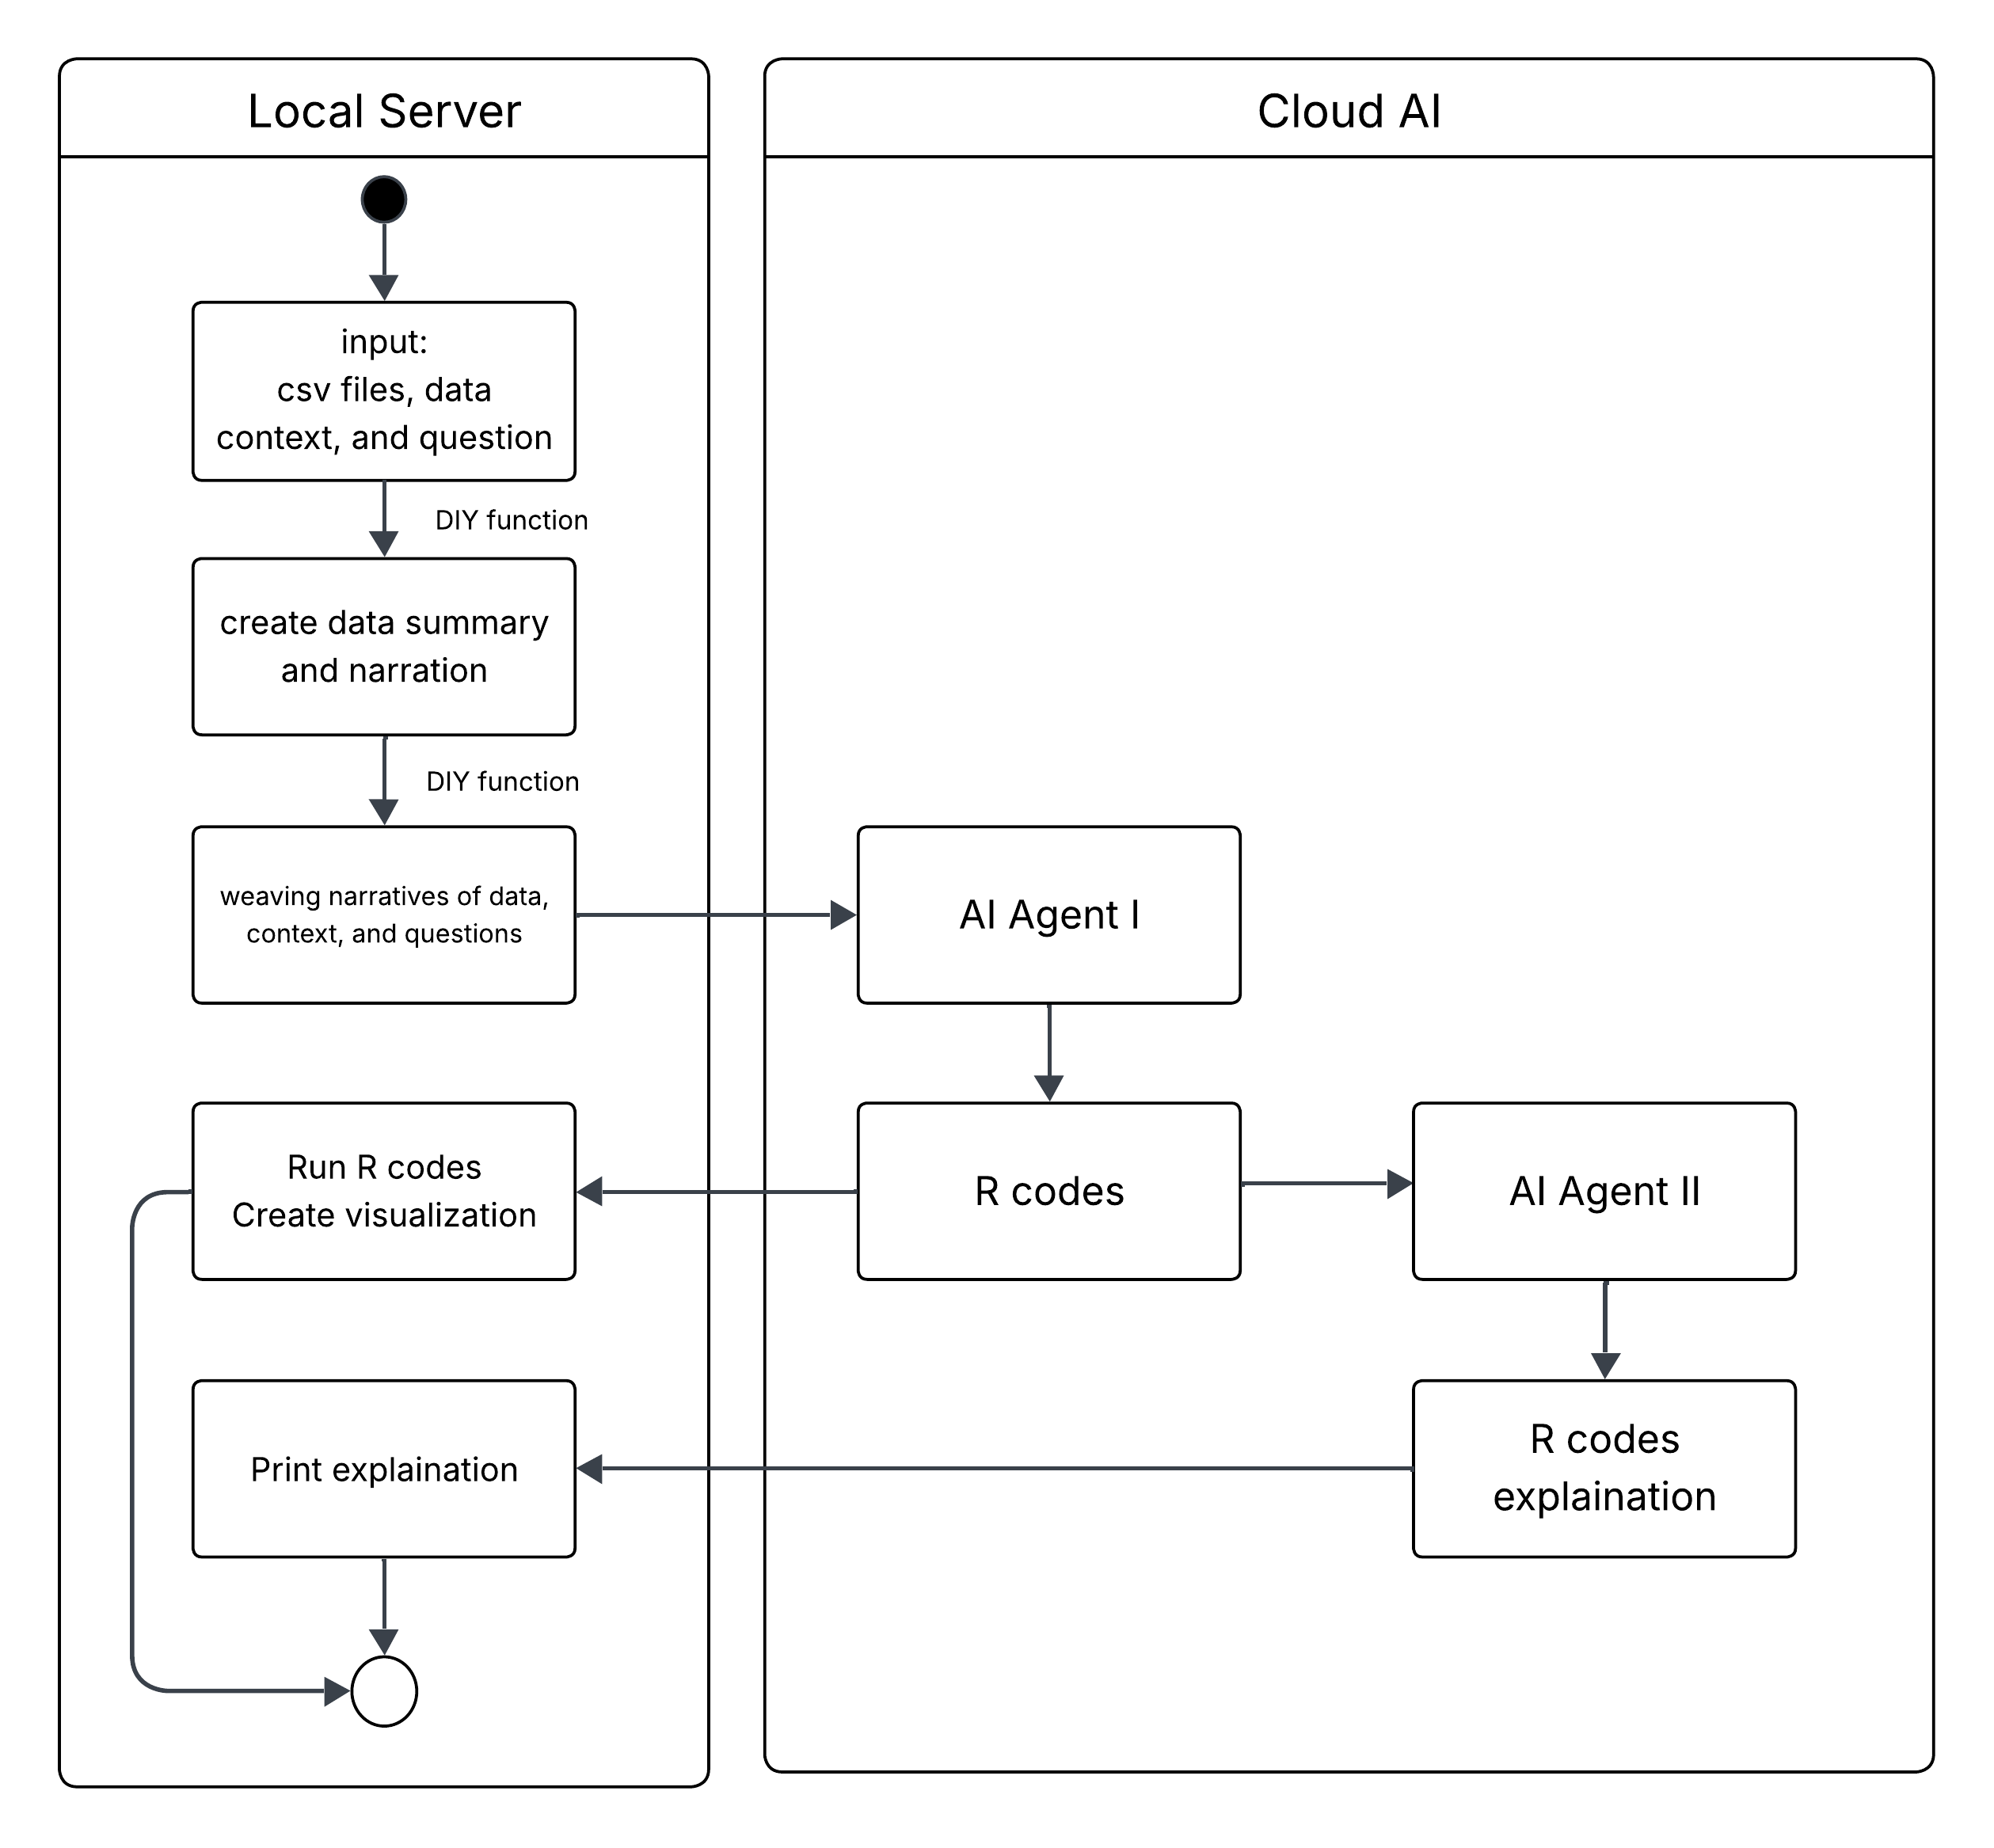 Local Server
Cloud AI
input:
csv files, data
context, and question
DIY function
create data summary
and narration
DIY function
weaving narratives of data,
context, and questions
AI Agent I
Run R codes
Create visualization
R codes
AI Agent II
Print explaination
R codes
explaination